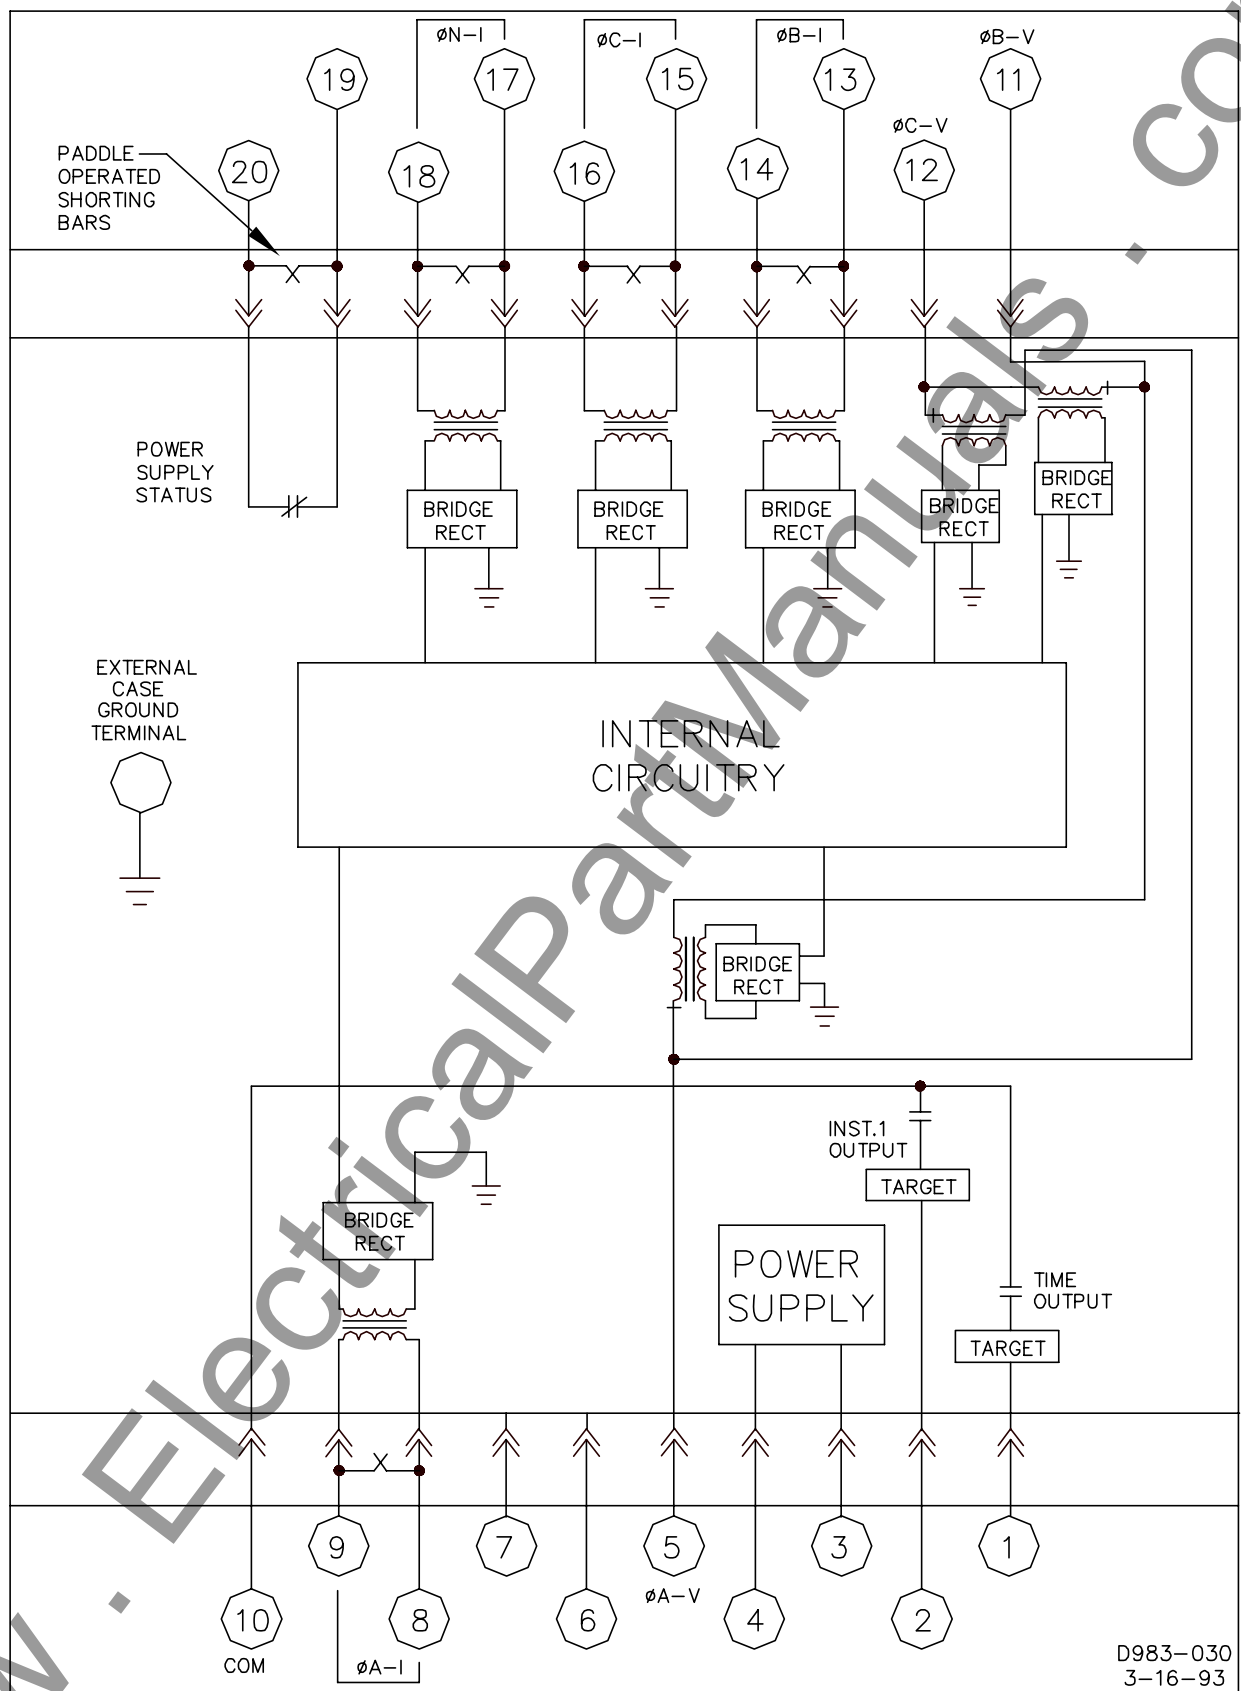 øN-I
øC-I
øB-I
øB-V
19
17
15
13
11
øC-V
PADDLE
OPERATED
SHORTING
BARS
20
18
16
14
12
POWER
SUPPLY
STATUS
BRIDGE
RECT
BRIDGE
RECT
BRIDGE
RECT
BRIDGE
RECT
BRIDGE
RECT
EXTERNAL
CASE
GROUND
TERMINAL
INTERNAL
CIRCUITRY
BRIDGE
RECT
INST.1
OUTPUT
TARGET
BRIDGE
RECT
POWER
SUPPLY
TIME
OUTPUT
TARGET
9
7
5
3
1
øA-V
10
8
6
4
2
COM
øA-I
D983-030
3-16-93
w . ElectricalPartManuals . co